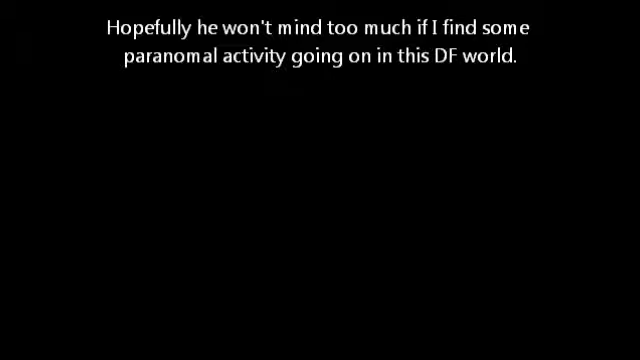 Hopefully he won't mind too much if I find some
paranomal activity going on in this DF world.